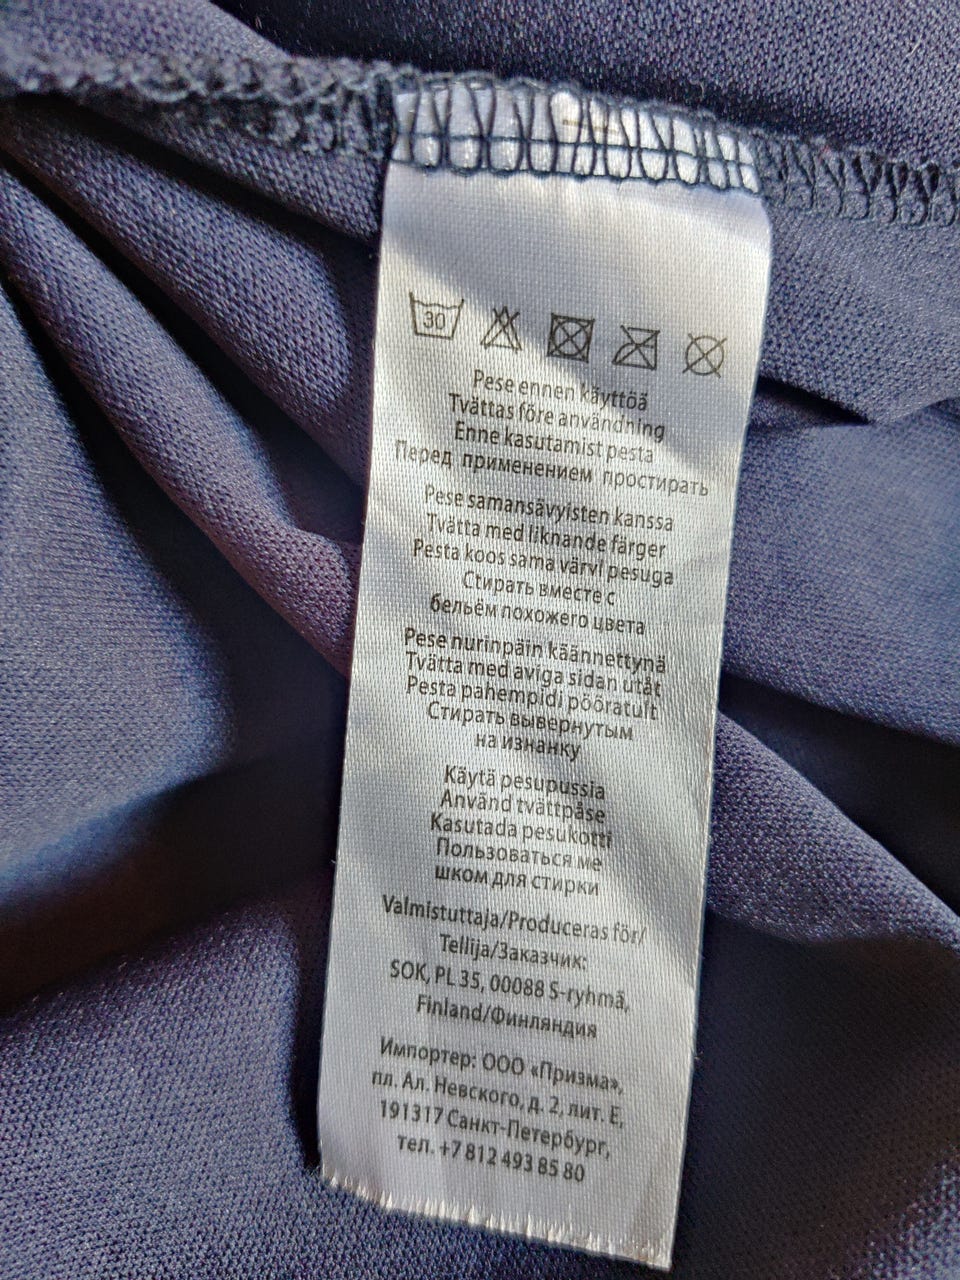 30
Pese ennen käyttöä
Tvättas före användning
Enne kasutamist pesta
Перед применением простирать
Pese samansävyisten kanssa
Tvätta med liknande färger
Pesta koos sama värvi pesuga
Стирать вместе с
бельём похожего цвета
Pese nurinpäin käännettynä
Tvätta med aviga sidan utåt
Pesta pahempidi pööratult
Стирать вывернутым
на изнанку
Käytä pesupussia
Använd tvättpåse
Kasutada pesukotti
Пользоваться ме
шком для стирки
Valmistuttaja/Produceras för/
Tellija/Заказчик:
SOK, PL 35, 00088 S-ryhmä,
Finland/Финляндия
Импортер: ООО «Призма»,
пл. Ал. Невского, д. 2, лит. Е,
191317 Санкт-Петербург,
тел. +7 812 493 85 80